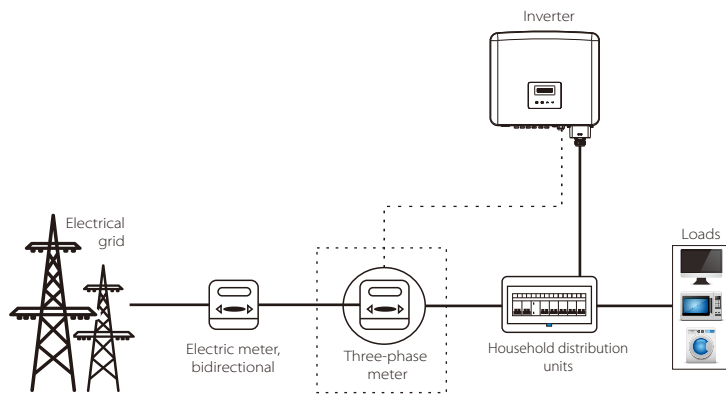 Inverter
Electrical
grid
Loads
Electric meter,
bidirectional
Three-phase
meter
Household distribution
units